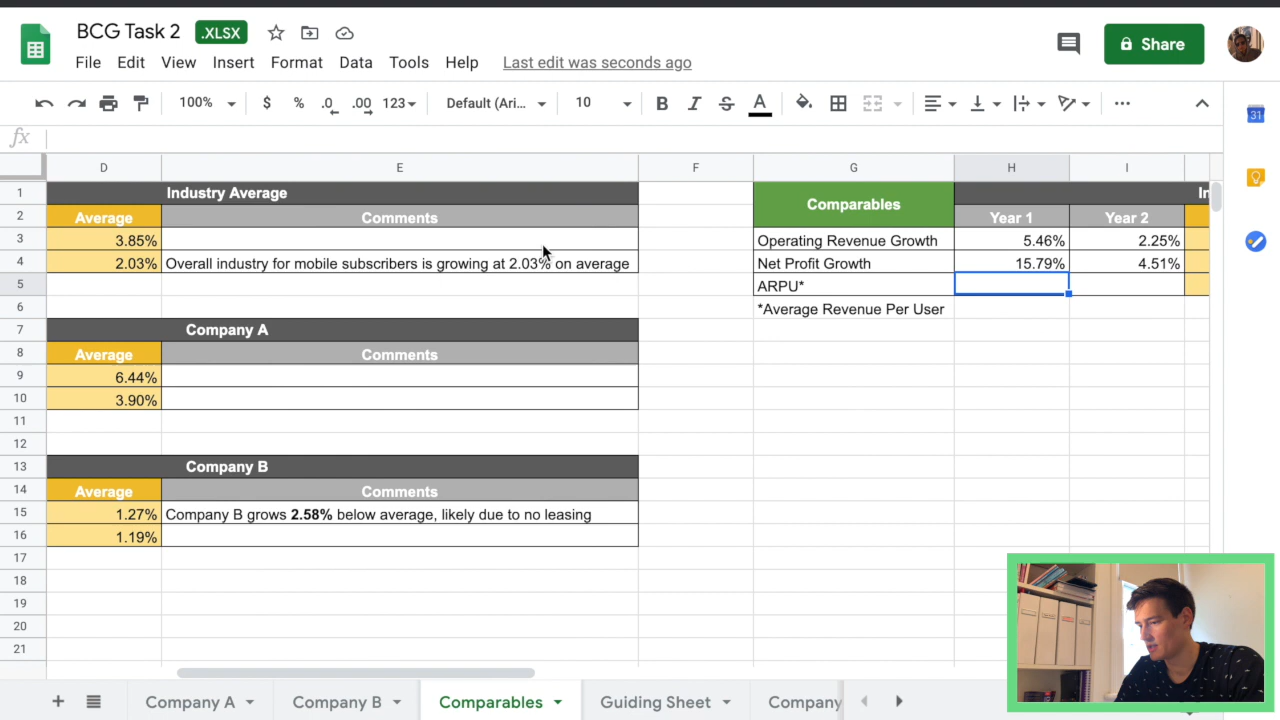 BCG Task 2 .XLSX
File Edit View Insert Format Data Tools Help Last edit was seconds ago
Share
100% $ % .0 .00 123 Default (Ari... 10 B I S A
31
fx
D E F G H I
1 Industry Average Comparables In
2 Average Comments Year 1 Year 2
3 3.85% Operating Revenue Growth 5.46% 2.25%
4 2.03% Overall industry for mobile subscribers is growing at 2.03% on average Net Profit Growth 15.79% 4.51%
5 ARPU*
6 *Average Revenue Per User
7 Company A
8 Average Comments
9 6.44%
10 3.90%
11
12
13 Company B
14 Average Comments
15 1.27% Company B grows 2.58% below average, likely due to no leasing
16 1.19%
17
18
19
20
21
Company A Company B Comparables Guiding Sheet Company